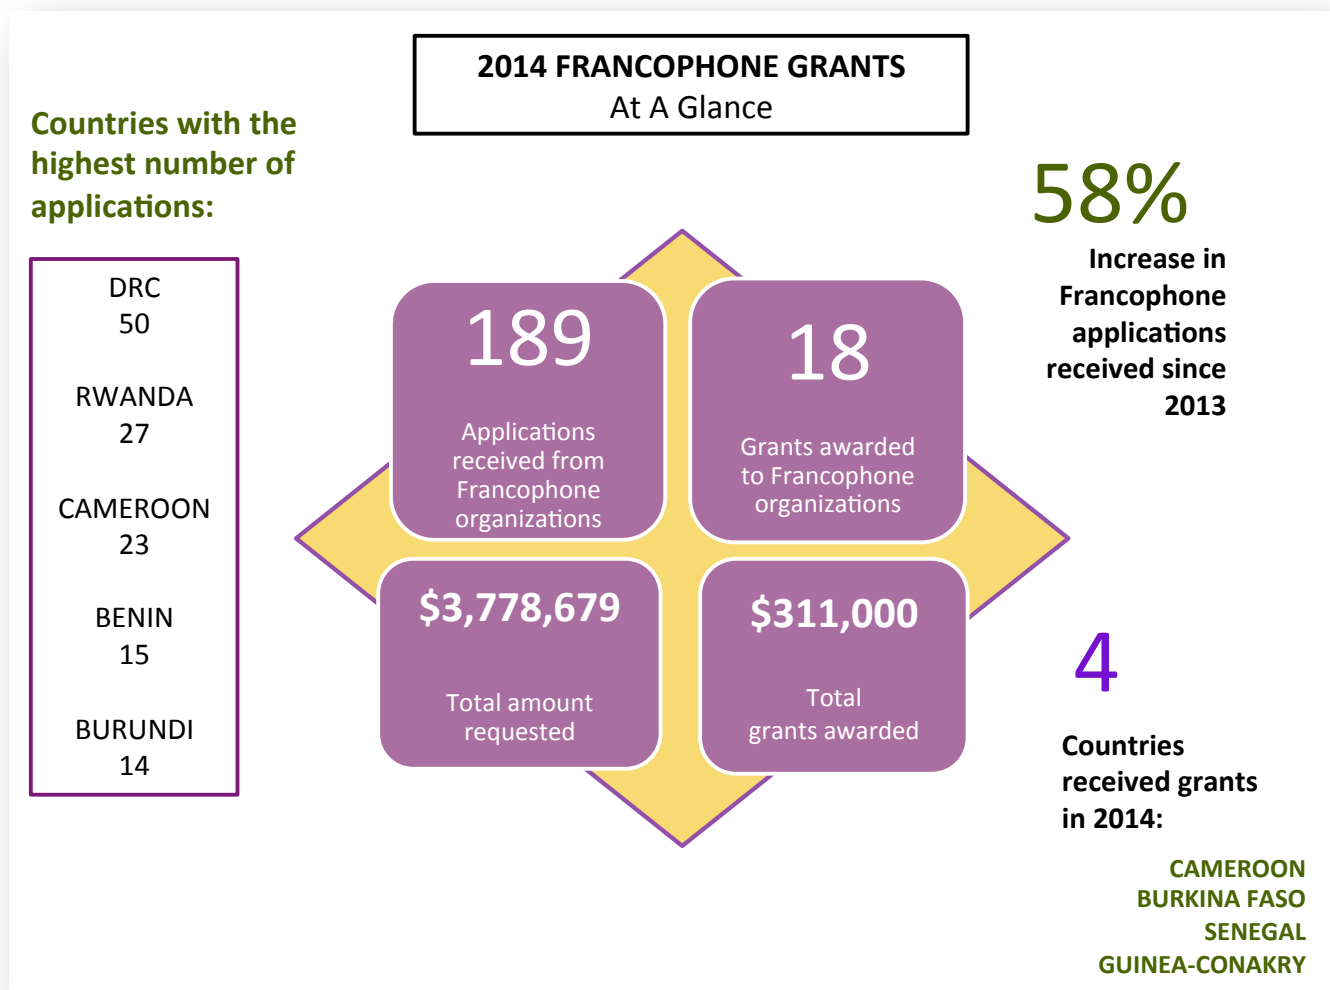 2014 FRANCOPHONE GRANTS
At A Glance
Countries with the
highest number of
applications:
DRC
50
RWANDA
27
CAMEROON
23
BENIN
15
BURUNDI
14
189
Applications
received from
Francophone
organizations
18
Grants awarded
to Francophone
organizations
$3,778,679
Total amount
requested
$311,000
Total
grants awarded
58%
Increase in
Francophone
applications
received since
2013
4
Countries
received grants
in 2014:
CAMEROON
BURKINA FASO
SENEGAL
GUINEA-CONAKRY